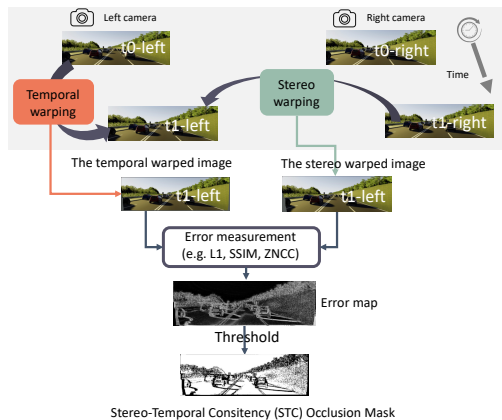 Left camera
Right camera
t0-left
t0-right
Time
Temporal
warping
Stereo
warping
t1-left
t1-right
The temporal warped image
The stereo warped image
t1-left
t1-left
Error measurement
(e.g. L1, SSIM, ZNCC)
Error map
Threshold
Stereo-Temporal Consitency (STC) Occlusion Mask